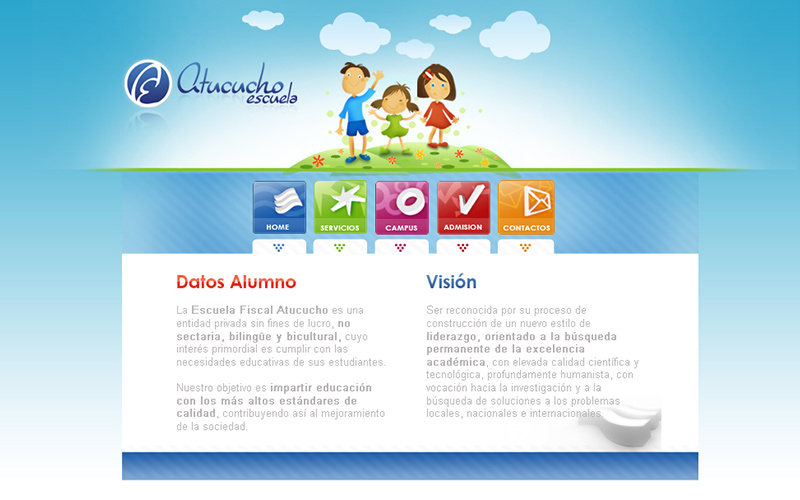 Atucucho
escuela
HOME
SERVICIOS
CAMPUS
ADMISION
CONTACTOS
Datos Alumno
La Escuela Fiscal Atucucho es una
entidad privada sin fines de lucro, no
sectaria, bilingüe y bicultural, cuyo
interés primordial es cumplir con las
necesidades educativas de sus estudiantes.
Nuestro objetivo es impartir educación
con los más altos estándares de
calidad, contribuyendo así al mejoramiento
de la sociedad.
Visión
Ser reconocida por su proceso de
construcción de un nuevo estilo de
liderazgo, orientado a la búsqueda
permanente de la excelencia
académica, con elevada calidad científica y
tecnológica, profundamente humanista, con
vocación hacia la investigación y a la
búsqueda de soluciones a los problemas
locales, nacionales e internacionales.